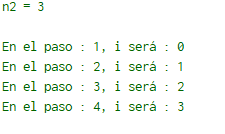 n2 = 3
En el paso : 1, i será : 0
En el paso : 2, i será : 1
En el paso : 3, i será : 2
En el paso : 4, i será : 3